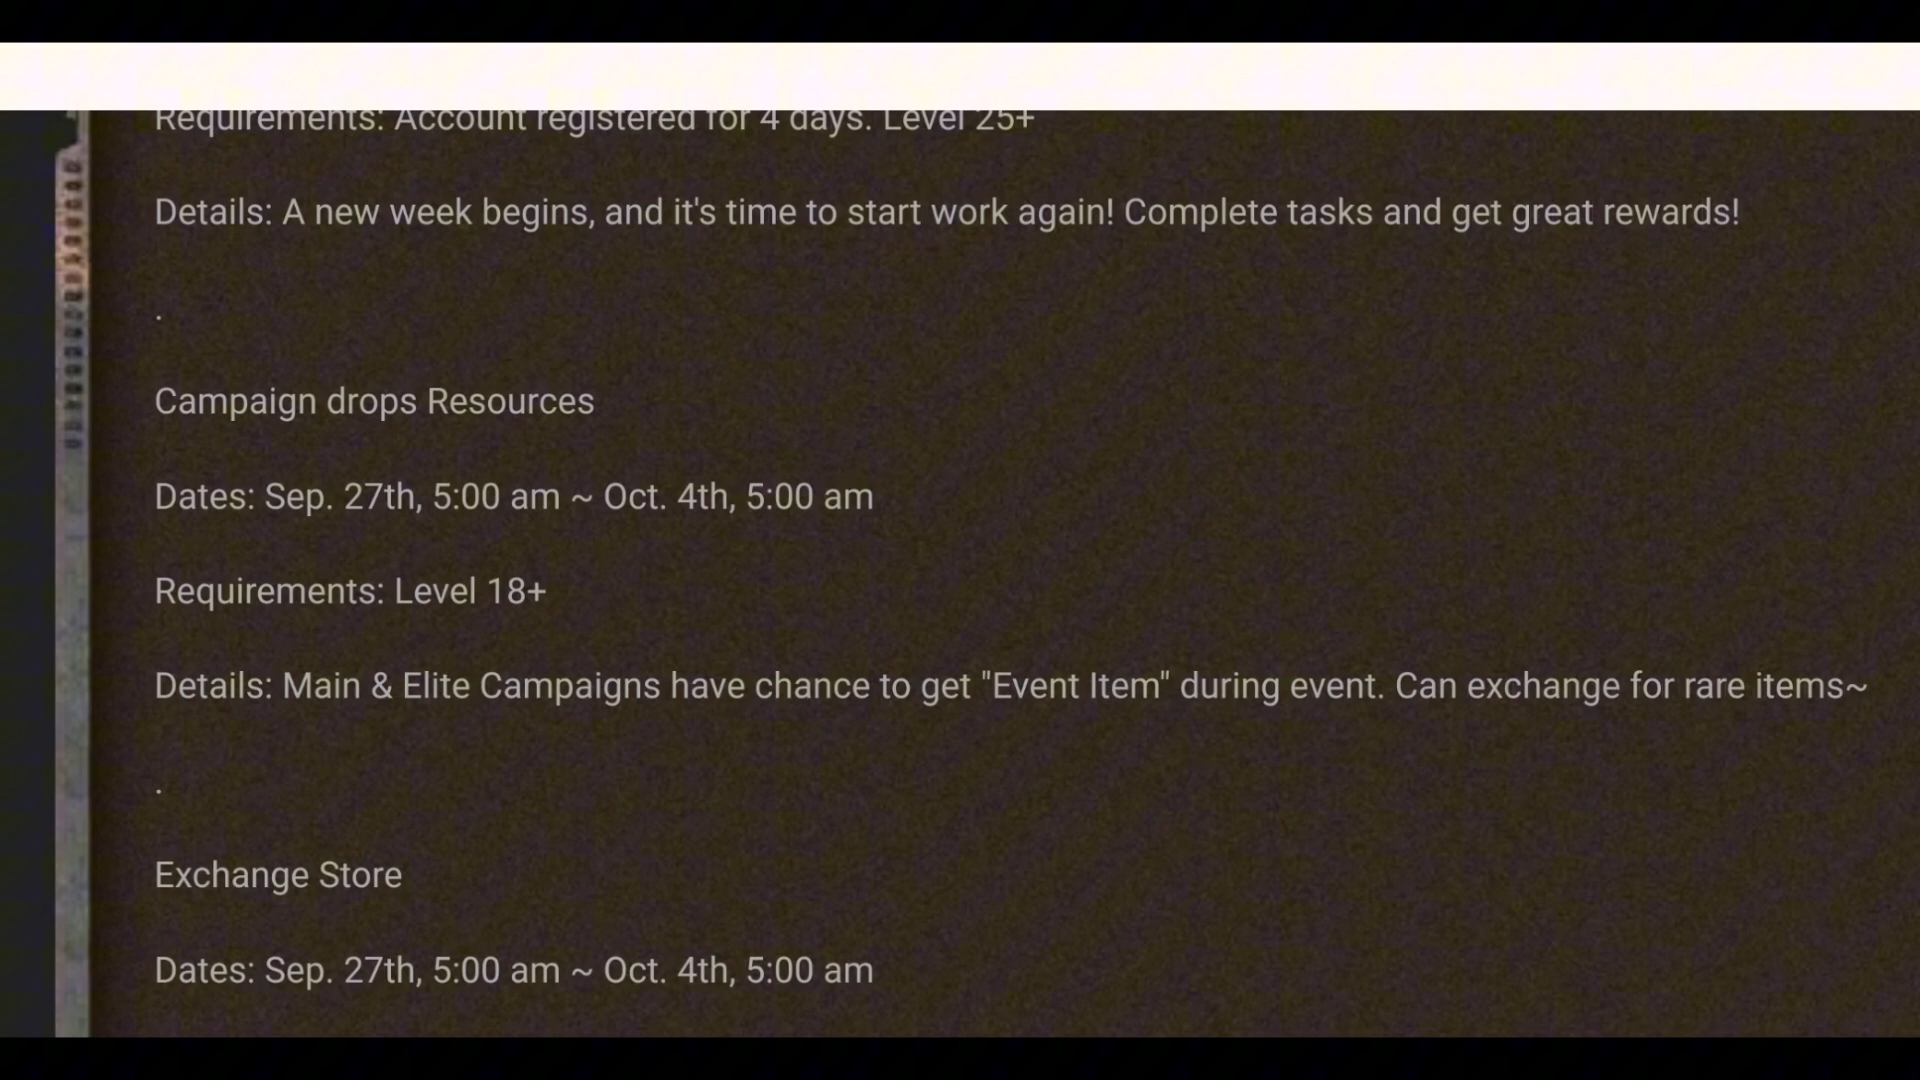 Requirements: Account registered for 4 days. Level 25+
Details: A new week begins, and it's time to start work again! Complete tasks and get great rewards!
.
Campaign drops Resources
Dates: Sep. 27th, 5:00 am ~ Oct. 4th, 5:00 am
Requirements: Level 18+
Details: Main & Elite Campaigns have chance to get "Event Item" during event. Can exchange for rare items~
.
Exchange Store
Dates: Sep. 27th, 5:00 am ~ Oct. 4th, 5:00 am